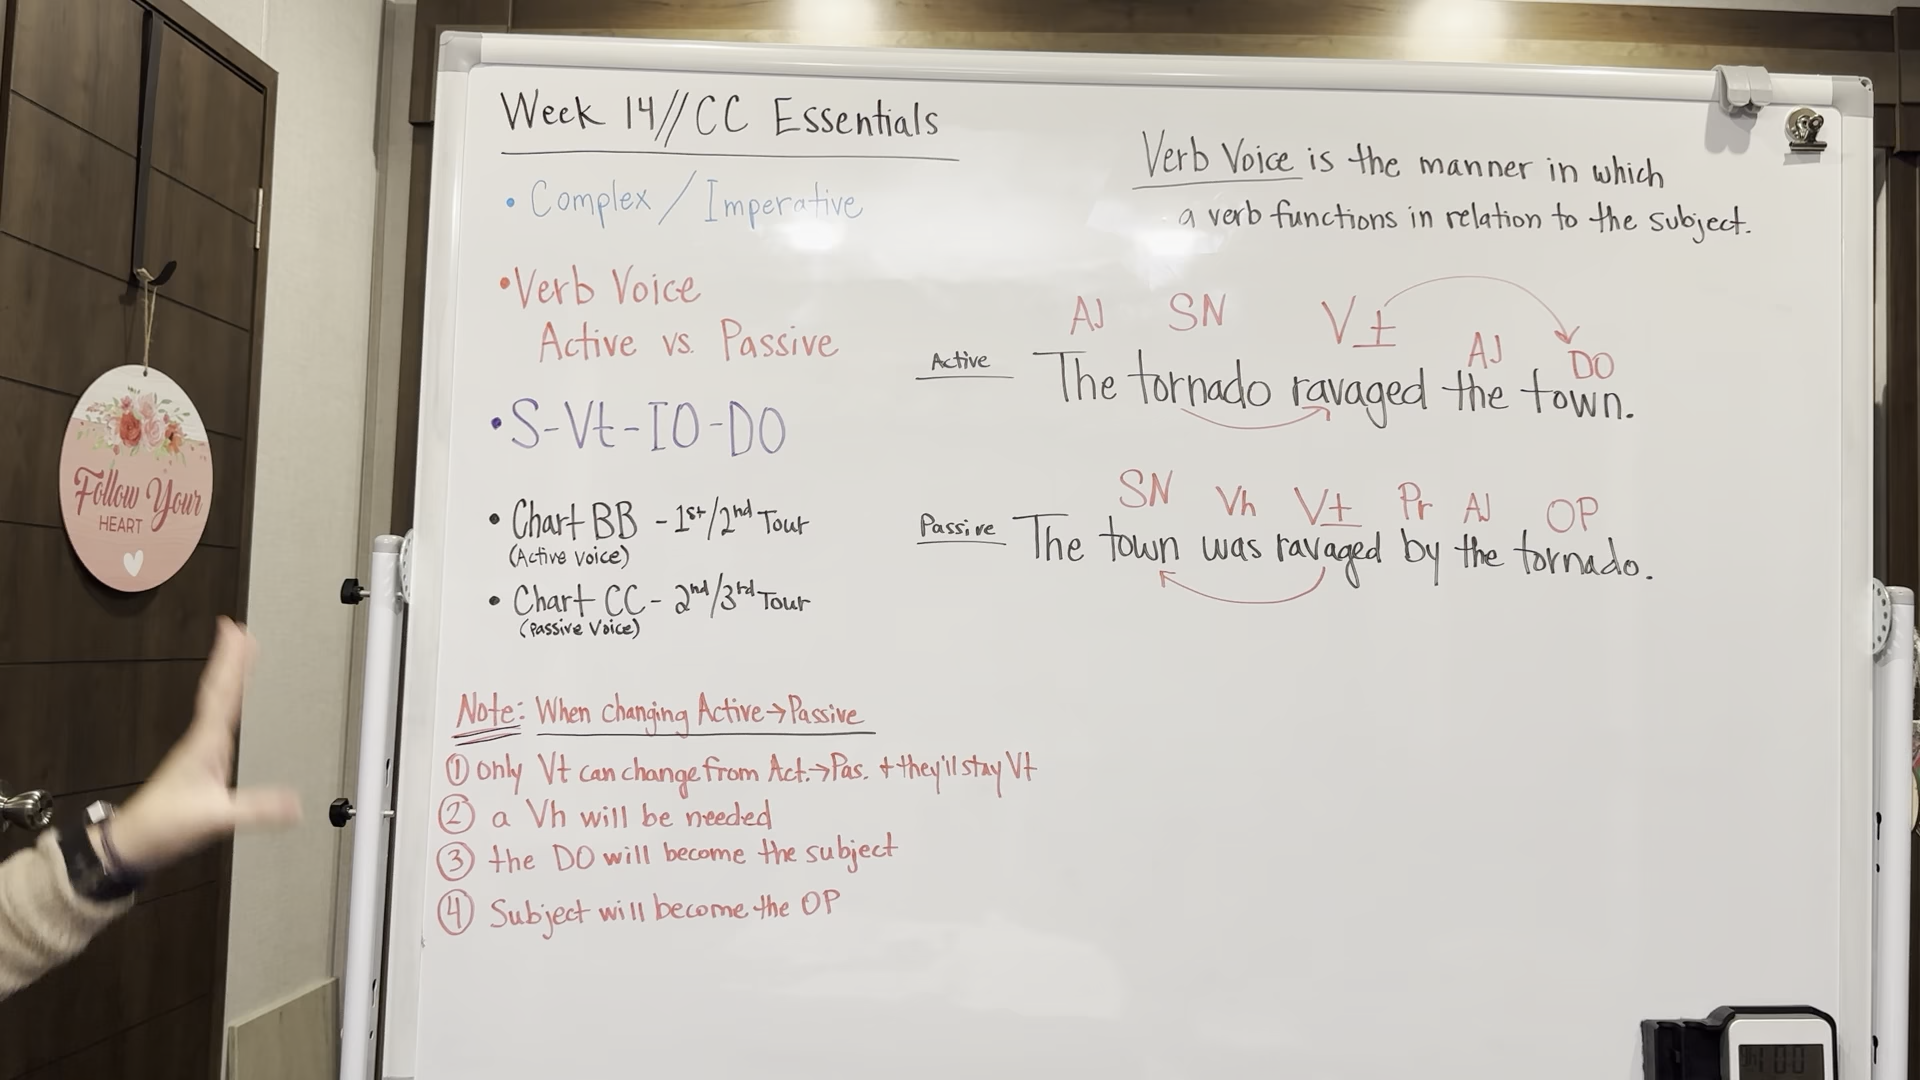 Week 14//CC Essentials
• Complex / Imperative
• Verb Voice
Active vs. Passive
• S-Vt-IO-DO
• Chart BB - 1st/2nd Tour
(Active Voice)
• Chart CC - 2nd/3rd Tour
(Passive Voice)
Note: When changing Active→Passive
① only Vt can change from Act.→Pas. + they'll stay Vt
② a Vh will be needed
③ the DO will become the subject
④ Subject will become the OP
Verb Voice is the manner in which
a verb functions in relation to the subject.
AJ SN Vt AJ DO
Active The tornado ravaged the town.
SN Vh Vt Pr AJ OP
Passive The town was ravaged by the tornado.
Follow Your
HEART